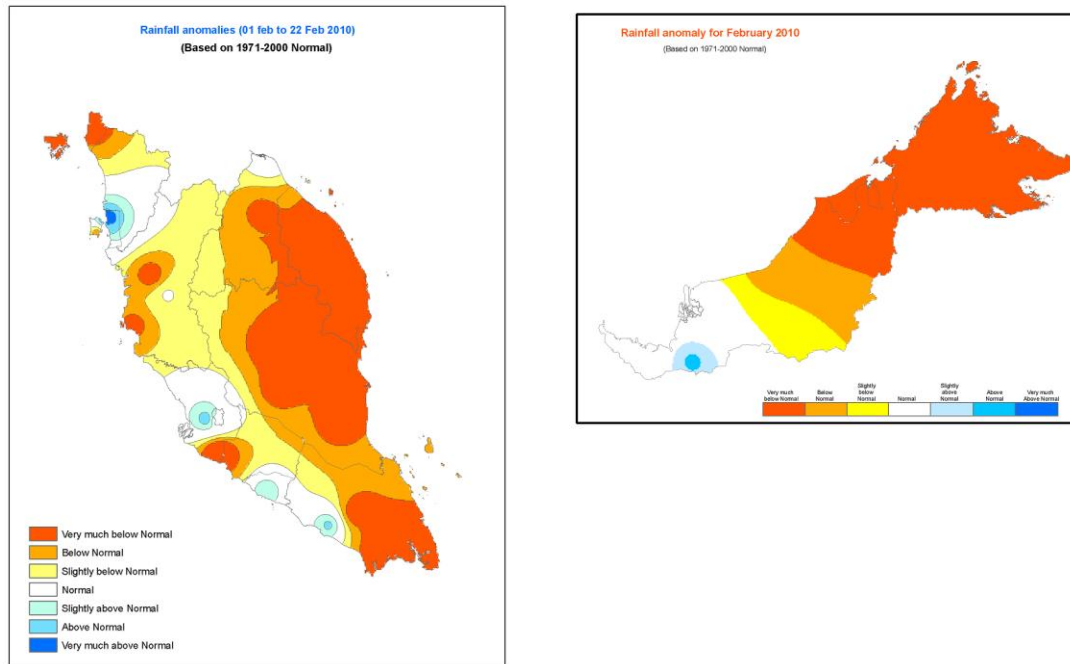 Rainfall anomalies (01 feb to 22 Feb 2010)
(Based on 1971-2000 Normal)
Very much below Normal
Below Normal
Slightly below Normal
Normal
Slightly above Normal
Above Normal
Very much above Normal
Rainfall anomaly for February 2010
(Based on 1971-2000 Normal)
Very much below Normal
Below Normal
Slightly below Normal
Normal
Slightly above Normal
Above Normal
Very much Above Normal